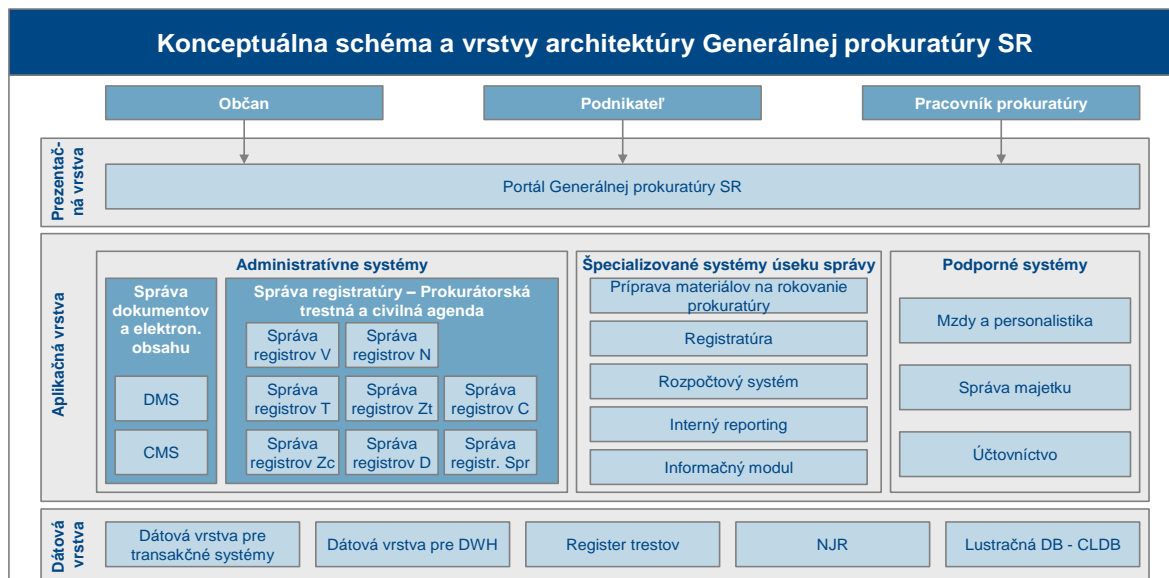 Konceptuálna schéma a vrstvy architektúry Generálnej prokuratúry SR
Občan
Podnikateľ
Pracovník prokuratúry
Prezentač-
ná vrstva
Portál Generálnej prokuratúry SR
Aplikačná vrstva
Administratívne systémy
Správa
dokumentov
a elektron.
obsahu
DMS
CMS
Správa registratúry – Prokurátorská
trestná a civilná agenda
Správa
registrov V
Správa
registrov N
Správa
registrov T
Správa
registrov Zt
Správa
registrov C
Správa
registrov Zc
Správa
registrov D
Správa
registr. Spr
Špecializované systémy úseku správy
Príprava materiálov na rokovanie
prokuratúry
Registratúra
Rozpočtový systém
Interný reporting
Informačný modul
Podporné systémy
Mzdy a personalistika
Správa majetku
Účtovníctvo
Dátová
vrstva
Dátová vrstva pre
transakčné systémy
Dátová vrstva pre DWH
Register trestov
NJR
Lustračná DB - CLDB